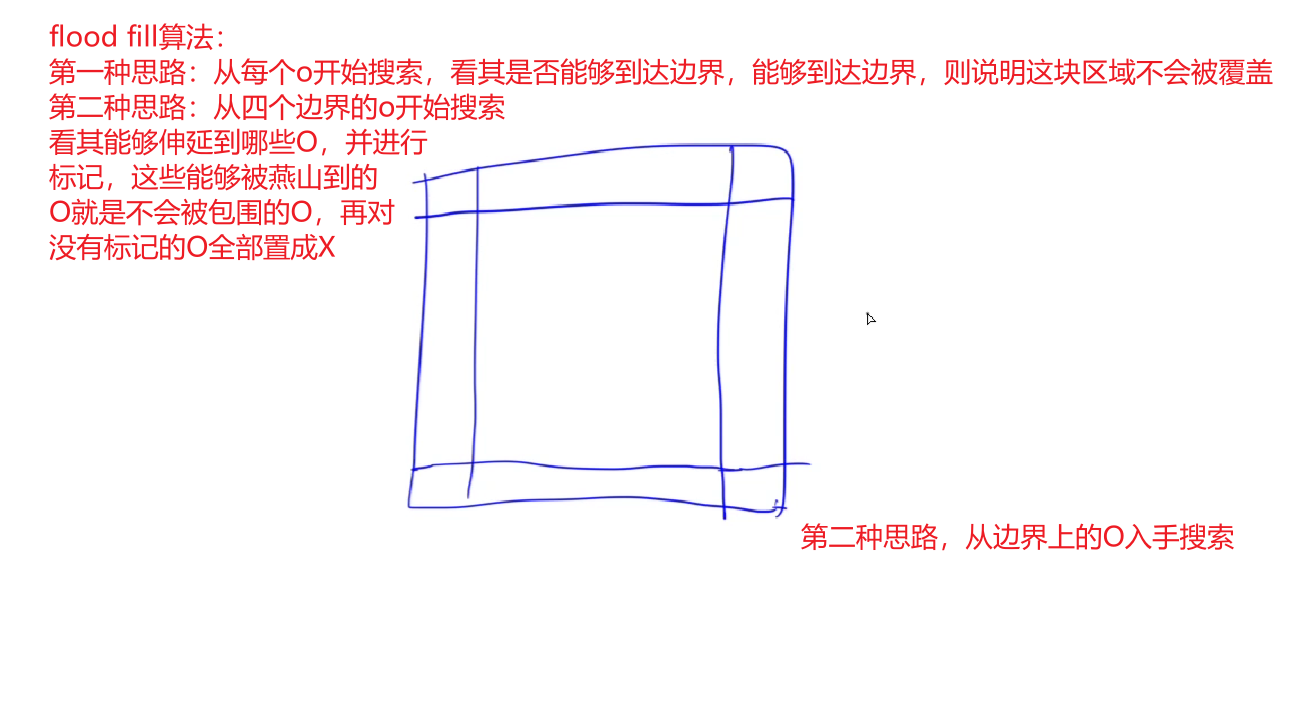 flood fill算法：
第一种思路：从每个o开始搜索，看其是否能够到达边界，能够到达边界，则说明这块区域不会被覆盖
第二种思路：从四个边界的o开始搜索
看其能够伸延到哪些O，并进行
标记，这些能够被燕山到的
O就是不会被包围的O，再对
没有标记的O全部置成X
第二种思路，从边界上的O入手搜索